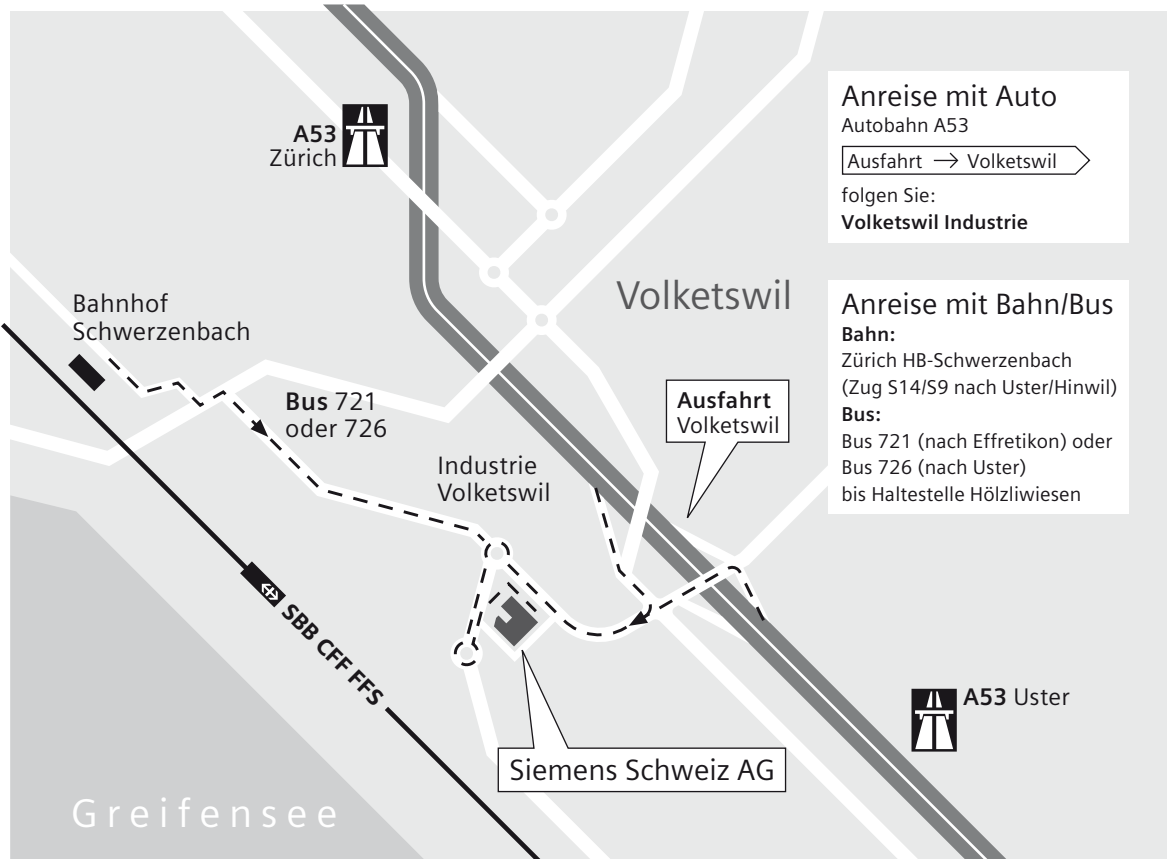 A53
Zürich
Anreise mit Auto
Autobahn A53
Ausfahrt → Volketswil
folgen Sie:
Volketswil Industrie
Volketswil
Bahnhof
Schwerzenbach
Anreise mit Bahn/Bus
Bahn:
Zürich HB-Schwerzenbach
(Zug S14/S9 nach Uster/Hinwil)
Bus:
Bus 721 (nach Effretikon) oder
Bus 726 (nach Uster)
bis Haltestelle Hölzliwiesen
Bus 721
oder 726
Ausfahrt
Volketswil
Industrie
Volketswil
SBB CFF FFS
A53 Uster
Siemens Schweiz AG
Greifensee